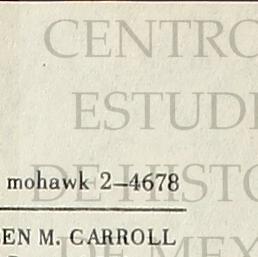 CENTRO
ESTUDI
DE HISTO
mohawk 2-4678
EN M. CARROLL
DE MEX